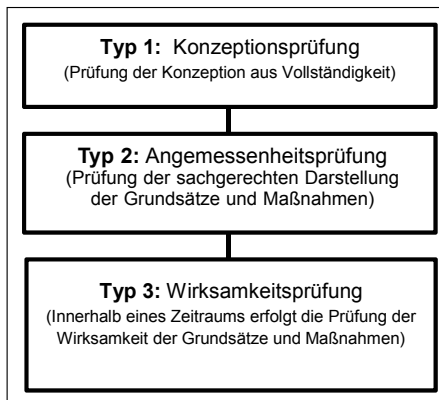 Typ 1: Konzeptionsprüfung
(Prüfung der Konzeption aus Vollständigkeit)
Typ 2: Angemessenheitsprüfung
(Prüfung der sachgerechten Darstellung
der Grundsätze und Maßnahmen)
Typ 3: Wirksamkeitsprüfung
(Innerhalb eines Zeitraums erfolgt die Prüfung der
Wirksamkeit der Grundsätze und Maßnahmen)